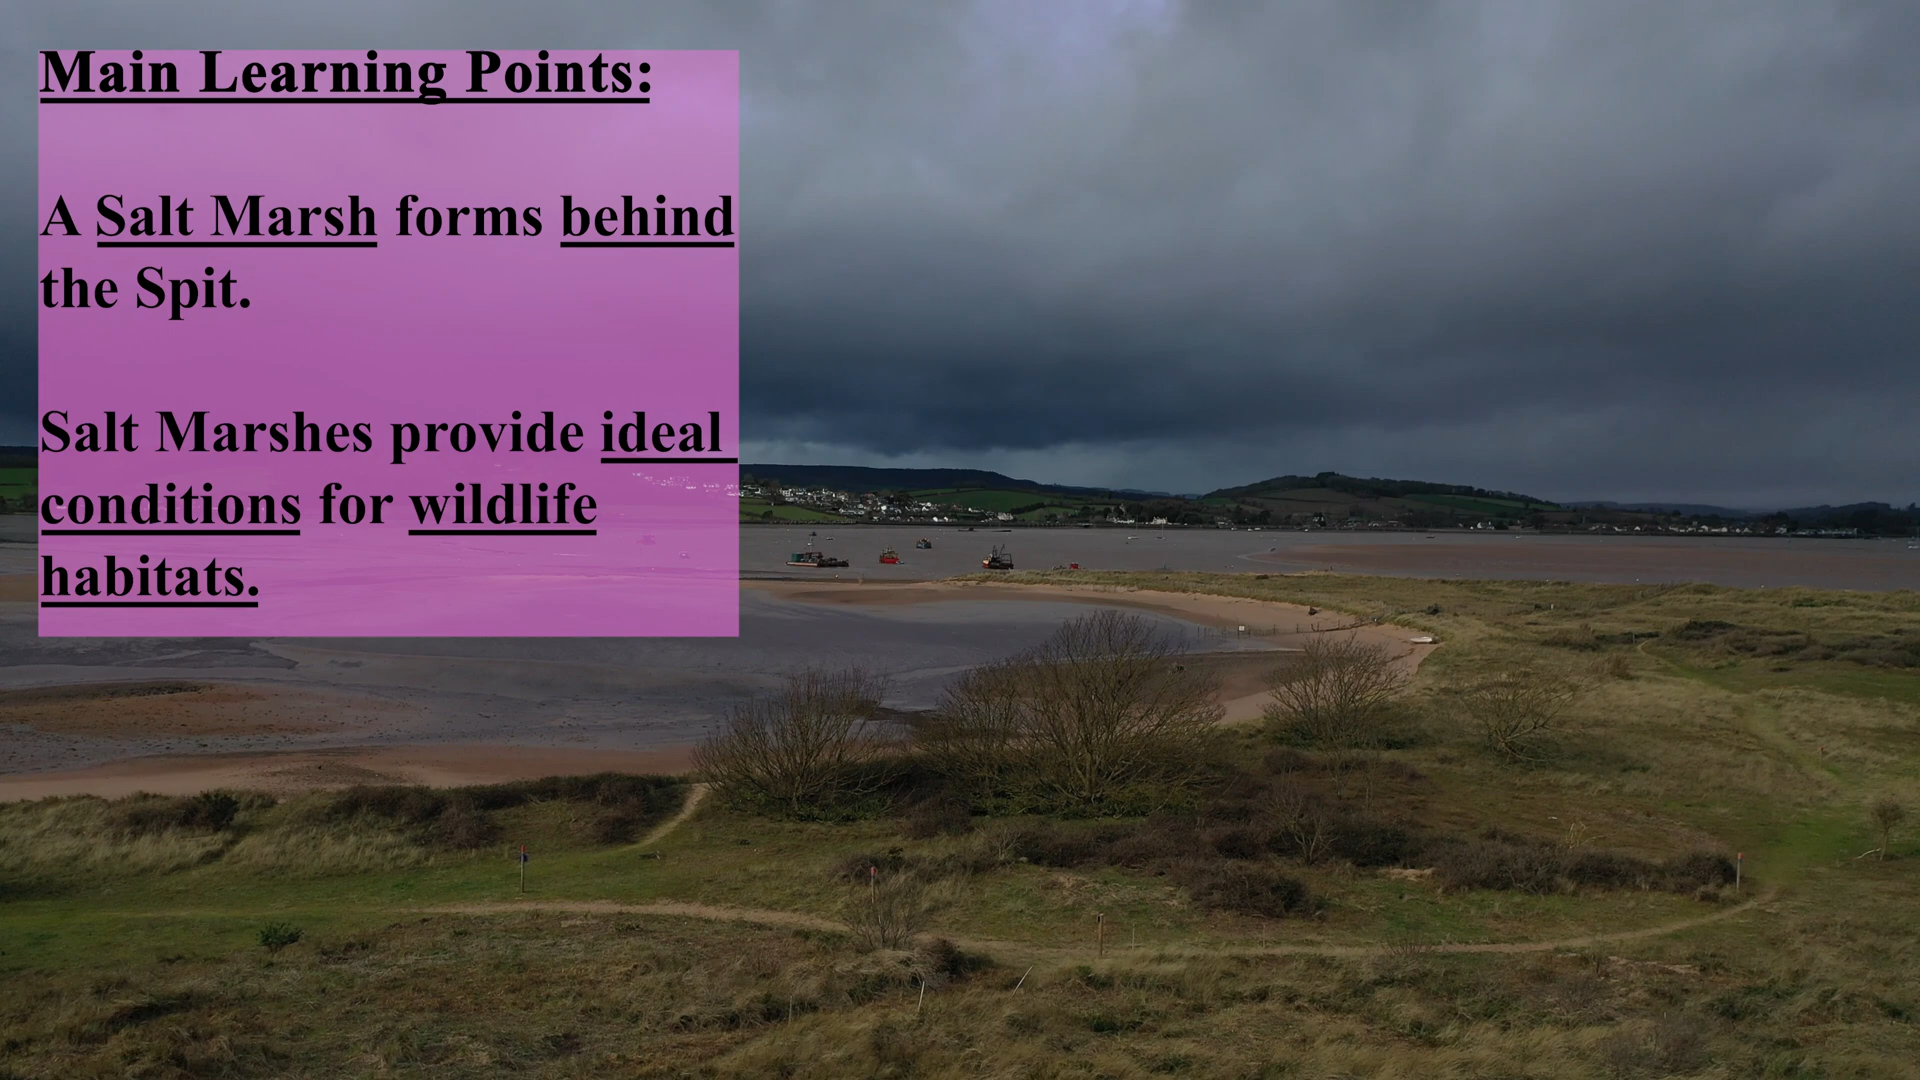 Main Learning Points:
A Salt Marsh forms behind
the Spit.
Salt Marshes provide ideal
conditions for wildlife
habitats.